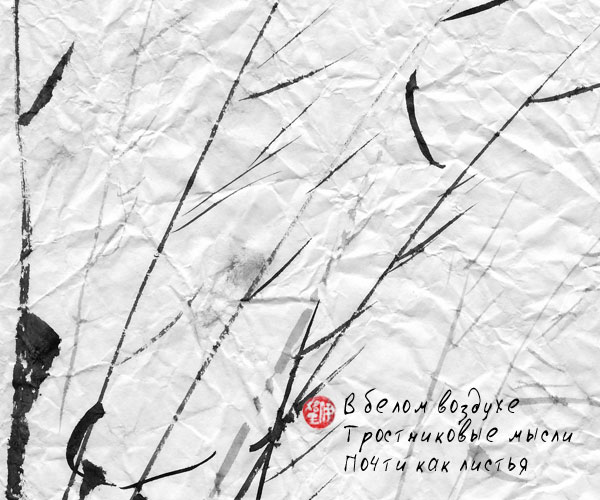 В белом воздухе
Тростниковые мысли
Почти как листья